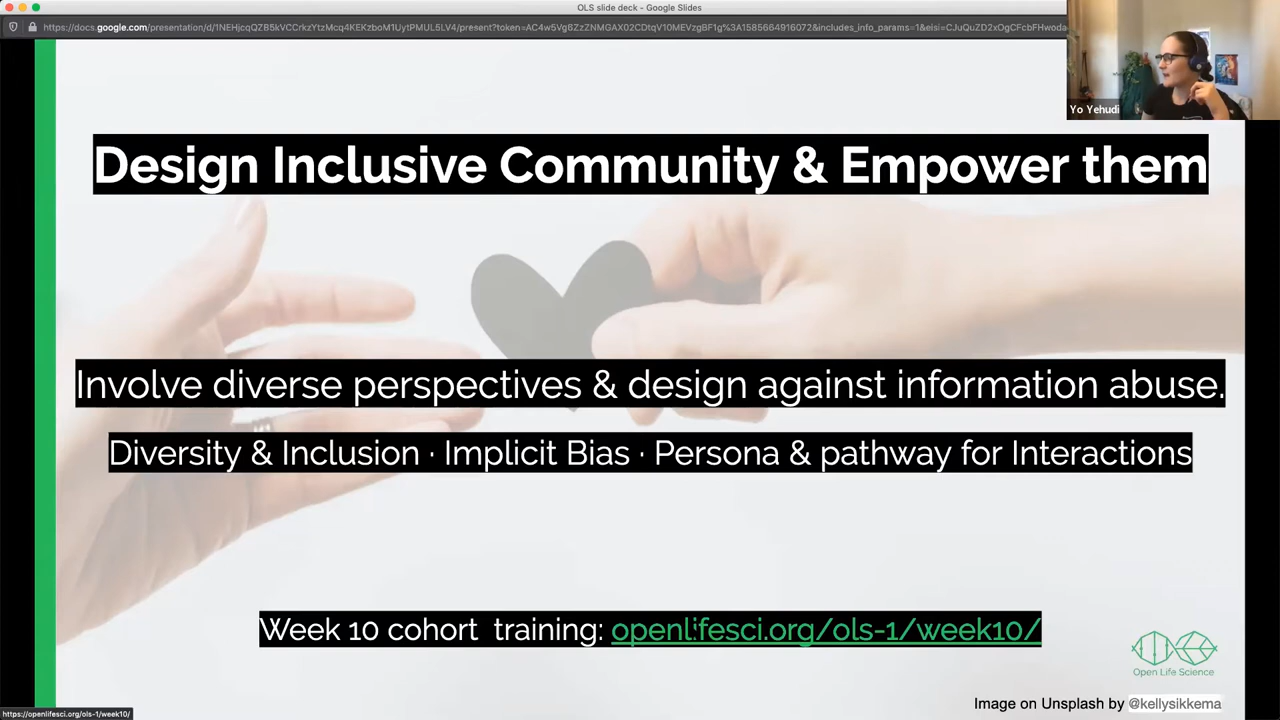 OLS slide deck - Google Slides
Yo Yehudi
Design Inclusive Community & Empower them
Involve diverse perspectives & design against information abuse.
Diversity & Inclusion · Implicit Bias · Persona & pathway for Interactions
Week 10 cohort training: openlifesci.org/ols-1/week10/
Open Life Science
Image on Unsplash by @kellysikkema
https://openlifesci.org/ols-1/week10/